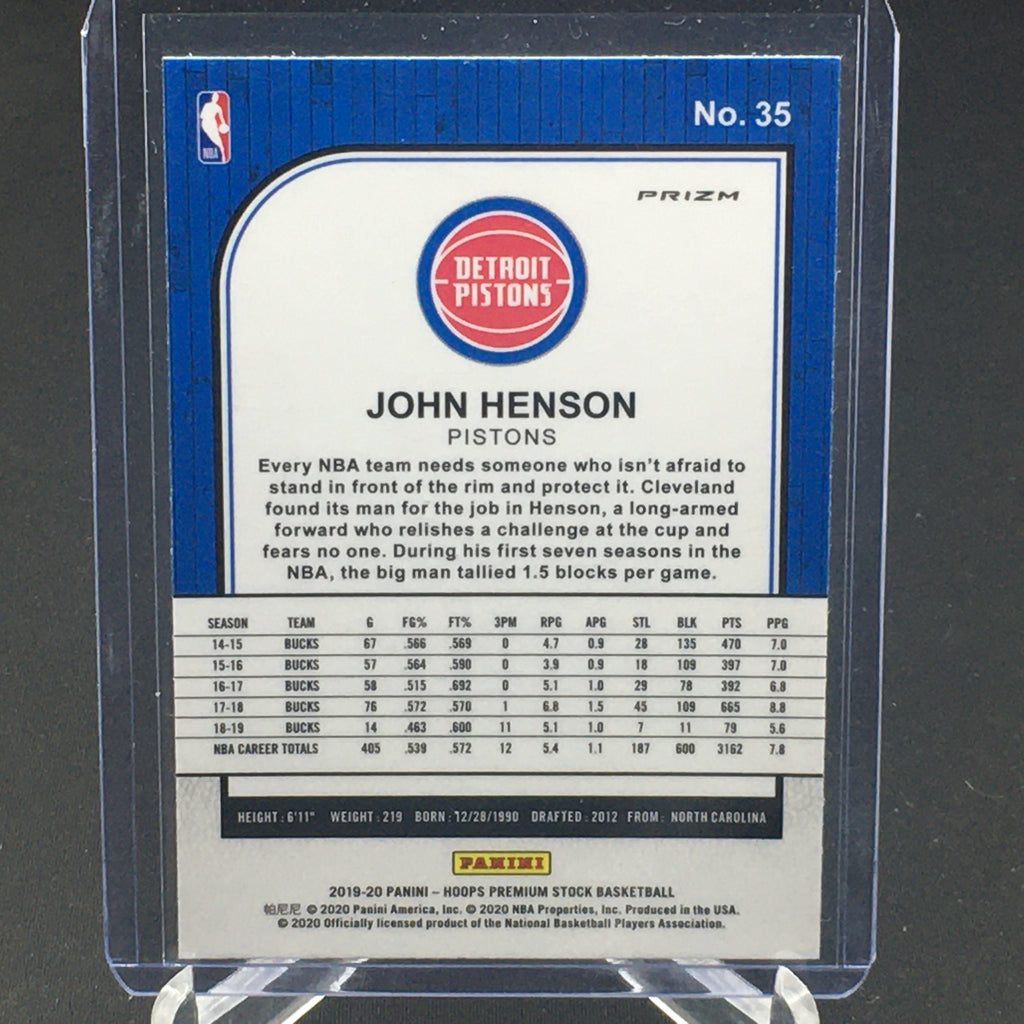 No. 35
NBA
PRIZM
DETROIT
PISTONS
JOHN HENSON
PISTONS
Every NBA team needs someone who isn't afraid to
stand in front of the rim and protect it. Cleveland
found its man for the job in Henson, a long-armed
forward who relishes a challenge at the cup and
fears no one. During his first seven seasons in the
NBA, the big man tallied 1.5 blocks per game.
SEASON TEAM G FG% FT% 3PM RPG APG STL BLK PTS PPG
14-15 BUCKS 67 .566 .569 0 4.7 0.9 28 135 470 7.0
15-16 BUCKS 57 .564 .590 0 3.9 0.9 18 109 397 7.0
16-17 BUCKS 58 .515 .692 0 5.1 1.0 29 78 392 6.8
17-18 BUCKS 76 .572 .570 1 6.8 1.5 45 109 665 8.8
18-19 BUCKS 14 .463 .600 11 5.1 1.0 7 11 79 5.6
NBA CAREER TOTALS 405 .539 .572 12 5.4 1.1 187 600 3162 7.8
HEIGHT: 6'11" WEIGHT: 219 BORN: 12/28/1990 DRAFTED: 2012 FROM: NORTH CAROLINA
PANINI
2019-20 PANINI – HOOPS PREMIUM STOCK BASKETBALL
帕尼尼 © 2020 Panini America, Inc. © 2020 NBA Properties, Inc. Produced in the USA.
© 2020 Officially licensed product of the National Basketball Players Association.